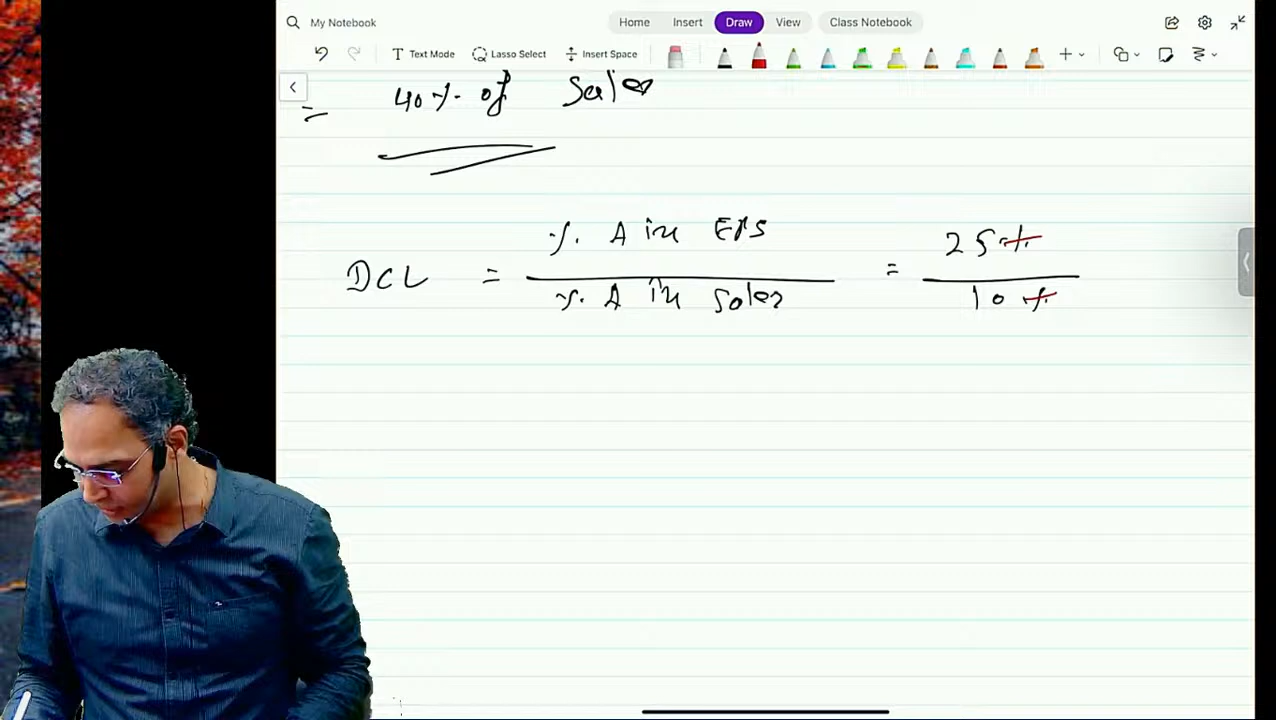 My Notebook
Home Insert Draw View Class Notebook
Text Mode Lasso Select Insert Space
= 40% of Sales
DCL = % Δ in EPS / % Δ in Sales = 25% / 10%